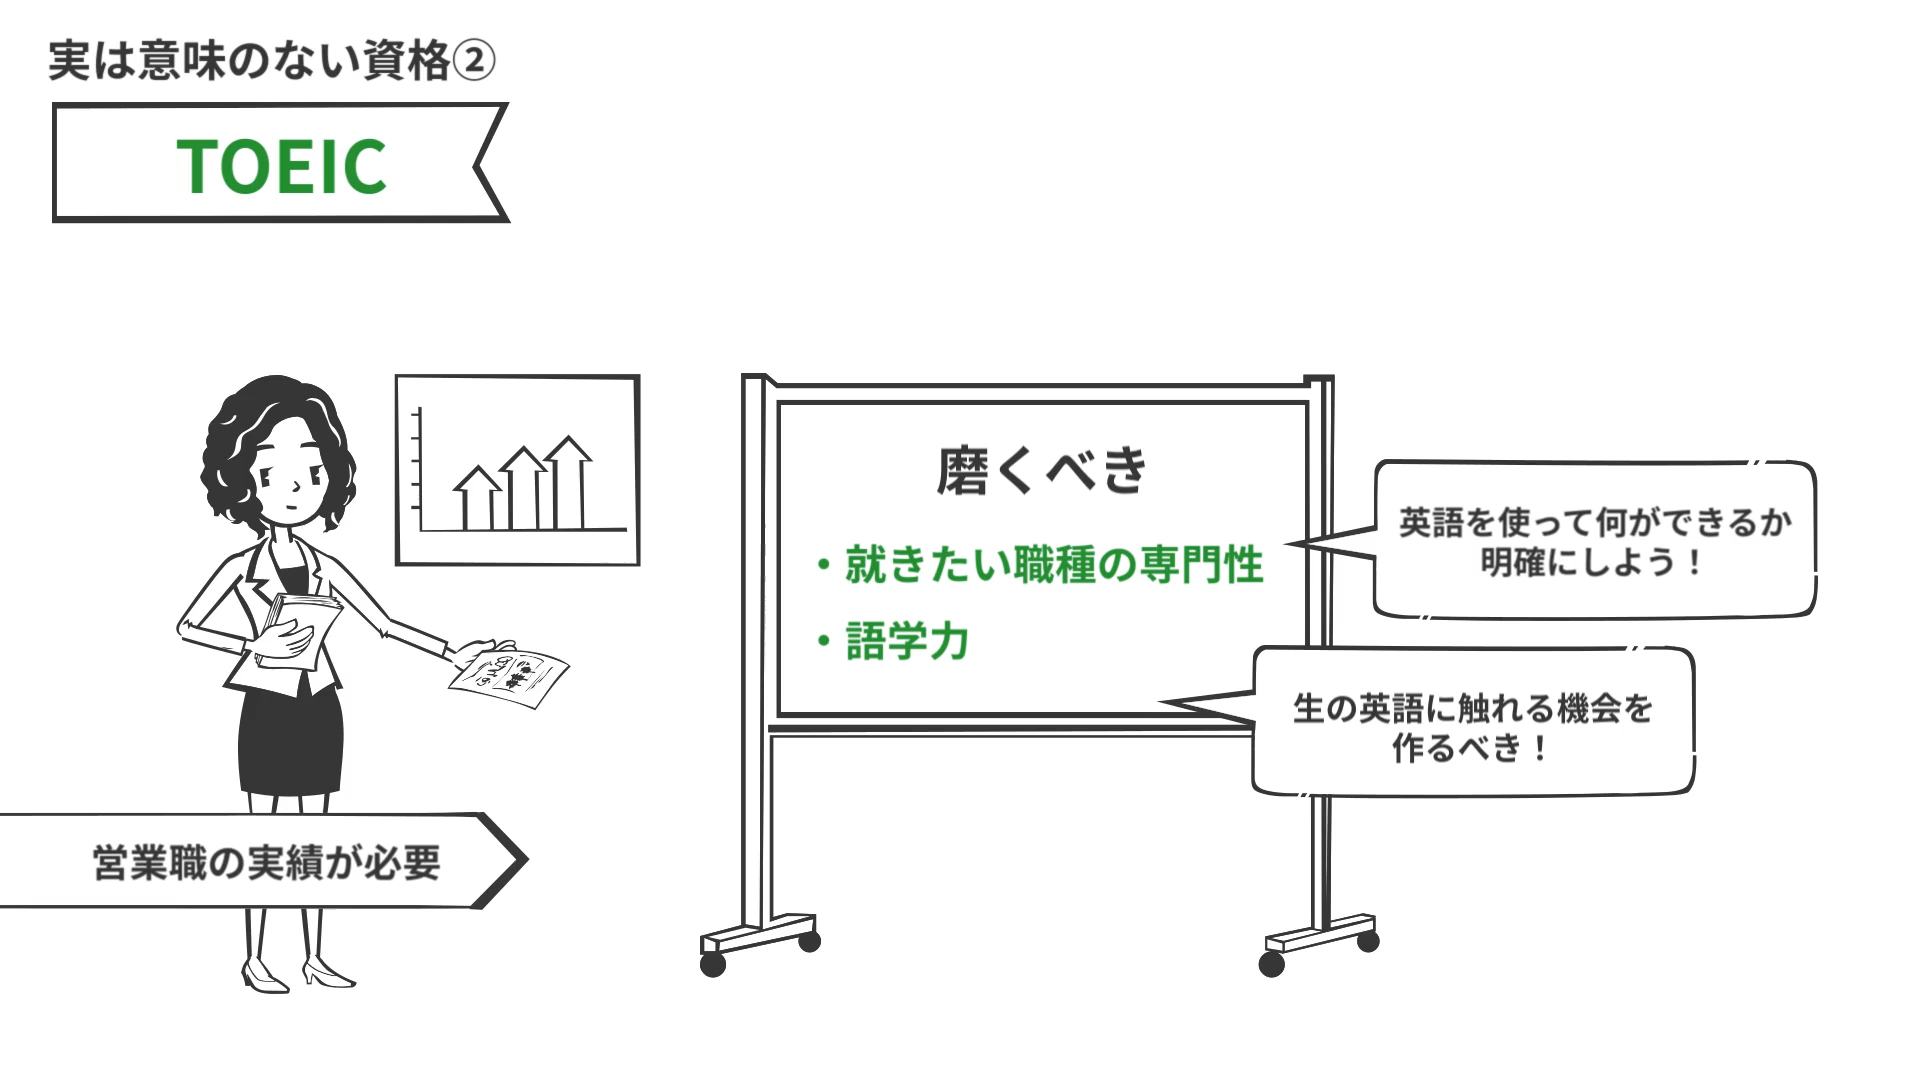 実は意味のない資格②
TOEIC
磨くべき
・就きたい職種の専門性
・語学力
英語を使って何ができるか
明確にしよう！
生の英語に触れる機会を
作るべき！
営業職の実績が必要